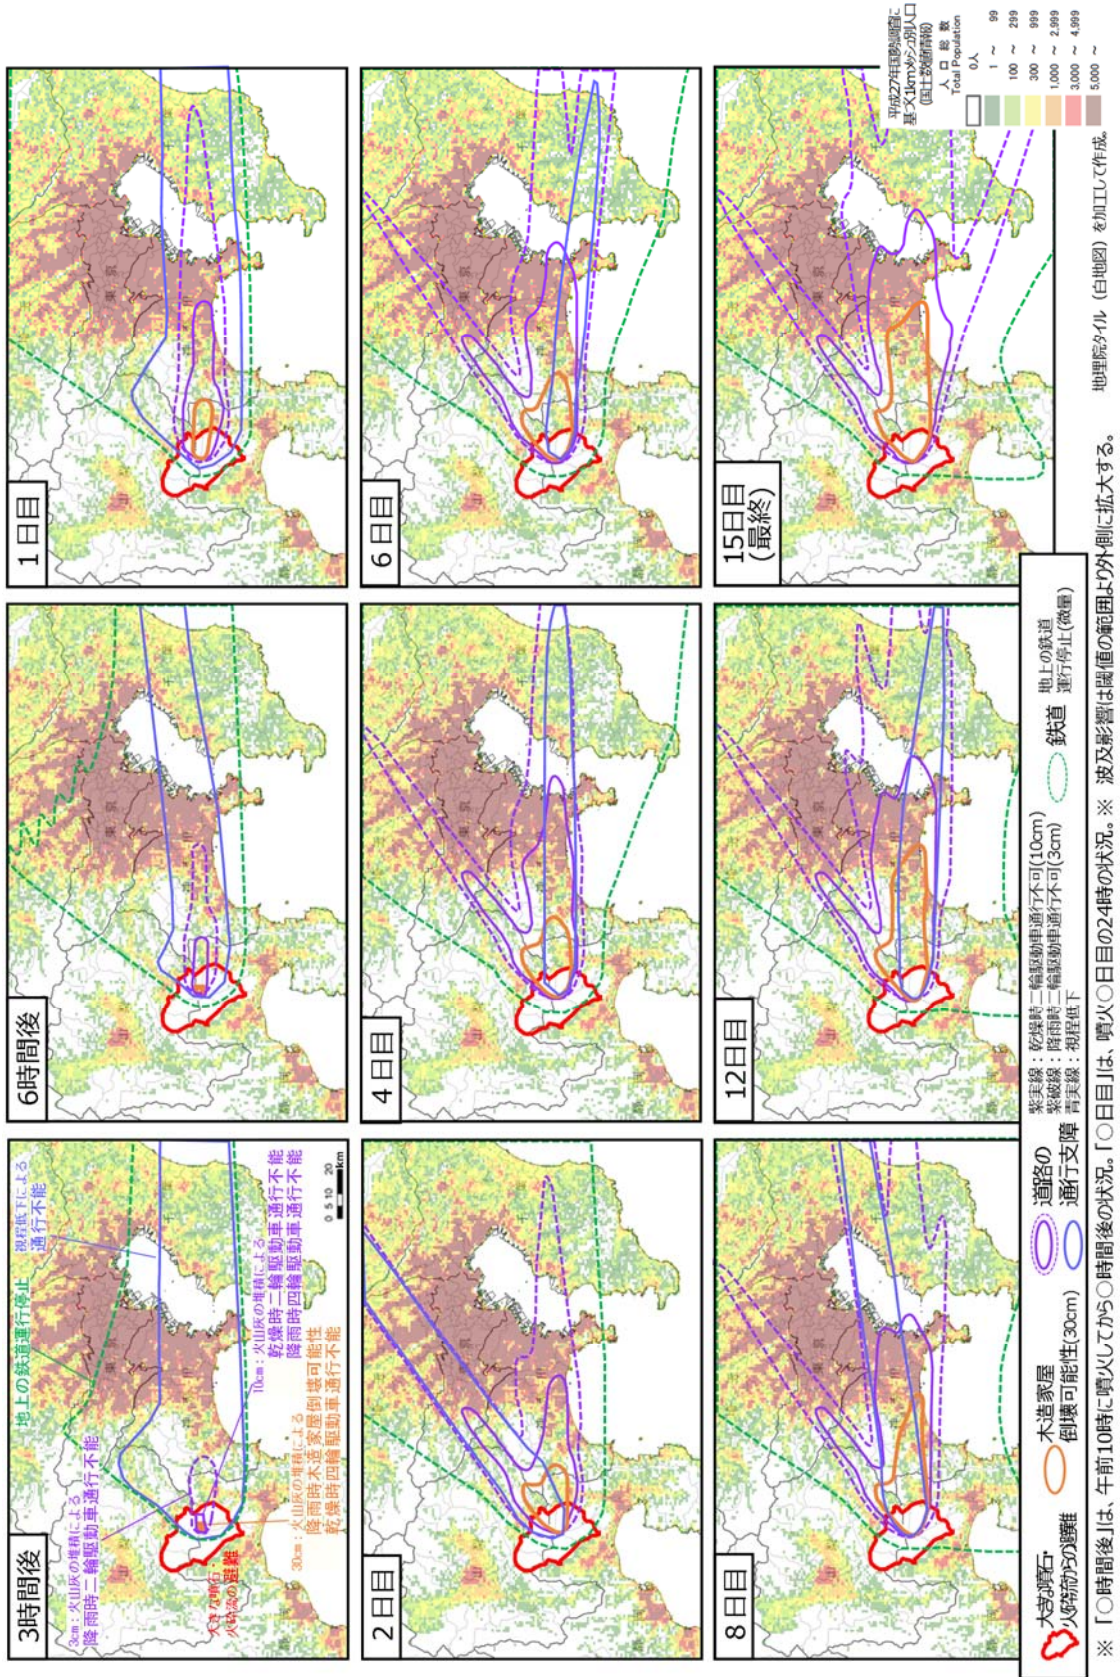 3時間後
地上の鉄道運行停止
視程低下による
通行不能
3cm：火山灰の堆積による
降雨時二輪駆動車通行不能
10cm：火山灰の堆積による
乾燥時二輪駆動車通行不能
降雨時四輪駆動車通行不能
30cm：火山灰の堆積による
降雨時木造家屋倒壊可能性
乾燥時四輪駆動車通行不能
大きな噴石・
火砕流の避難
0 5 10 20
km
6時間後
1日目
2日目
4日目
6日目
8日目
12日目
15日目
(最終)
平成27年国勢調査に
基づく1kmメッシュ別人口
(国土数値情報)
人口総数
Total Population
0人
1 ～ 99
100 ～ 299
300 ～ 999
1,000 ～ 2,999
3,000 ～ 4,999
5,000 ～
大きな噴石・
火砕流からの避難
木造家屋
倒壊可能性(30cm)
道路の
通行支障
紫実線：乾燥時二輪駆動車通行不可(10cm)
紫破線：降雨時二輪駆動車通行不可(3cm)
青実線：視程低下
鉄道
地上の鉄道
運行停止(微量)
地理院タイル（白地図）を加工して作成。
※「○時間後」は、午前10時に噴火してから○時間後の状況。「○日目」は、噴火○日目の24時の状況。※ 波及影響は閾値の範囲より外側に拡大する。